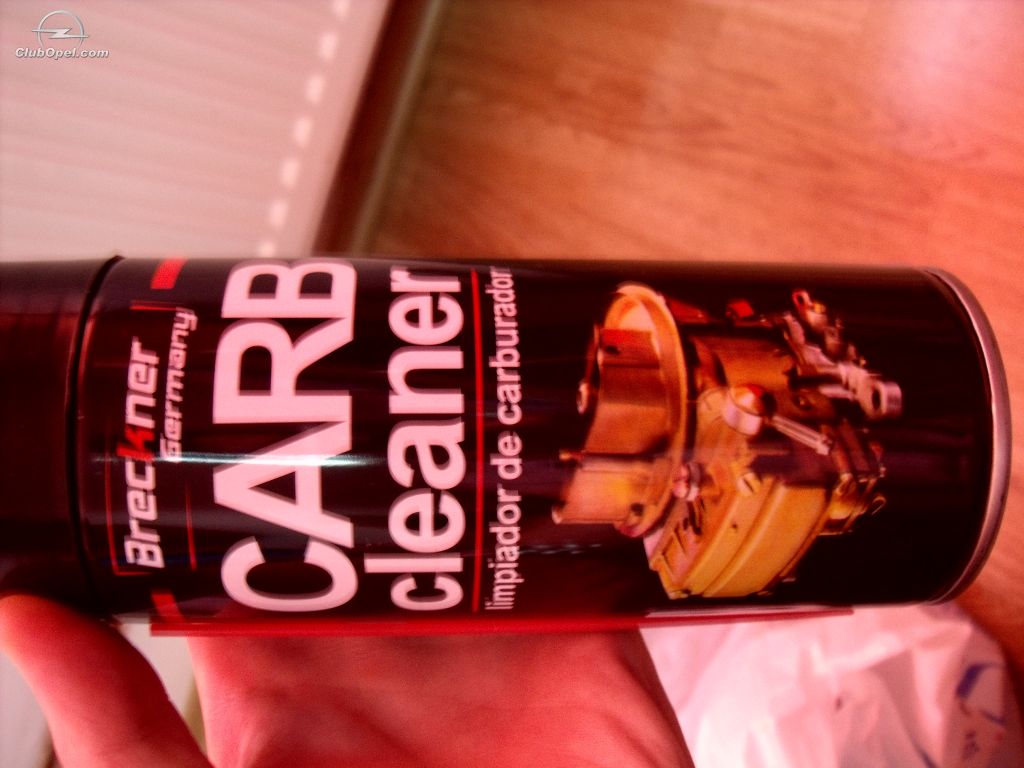 ClubOpel.com
Breckner
Germany
CARB
cleaner
limpiador de carburador